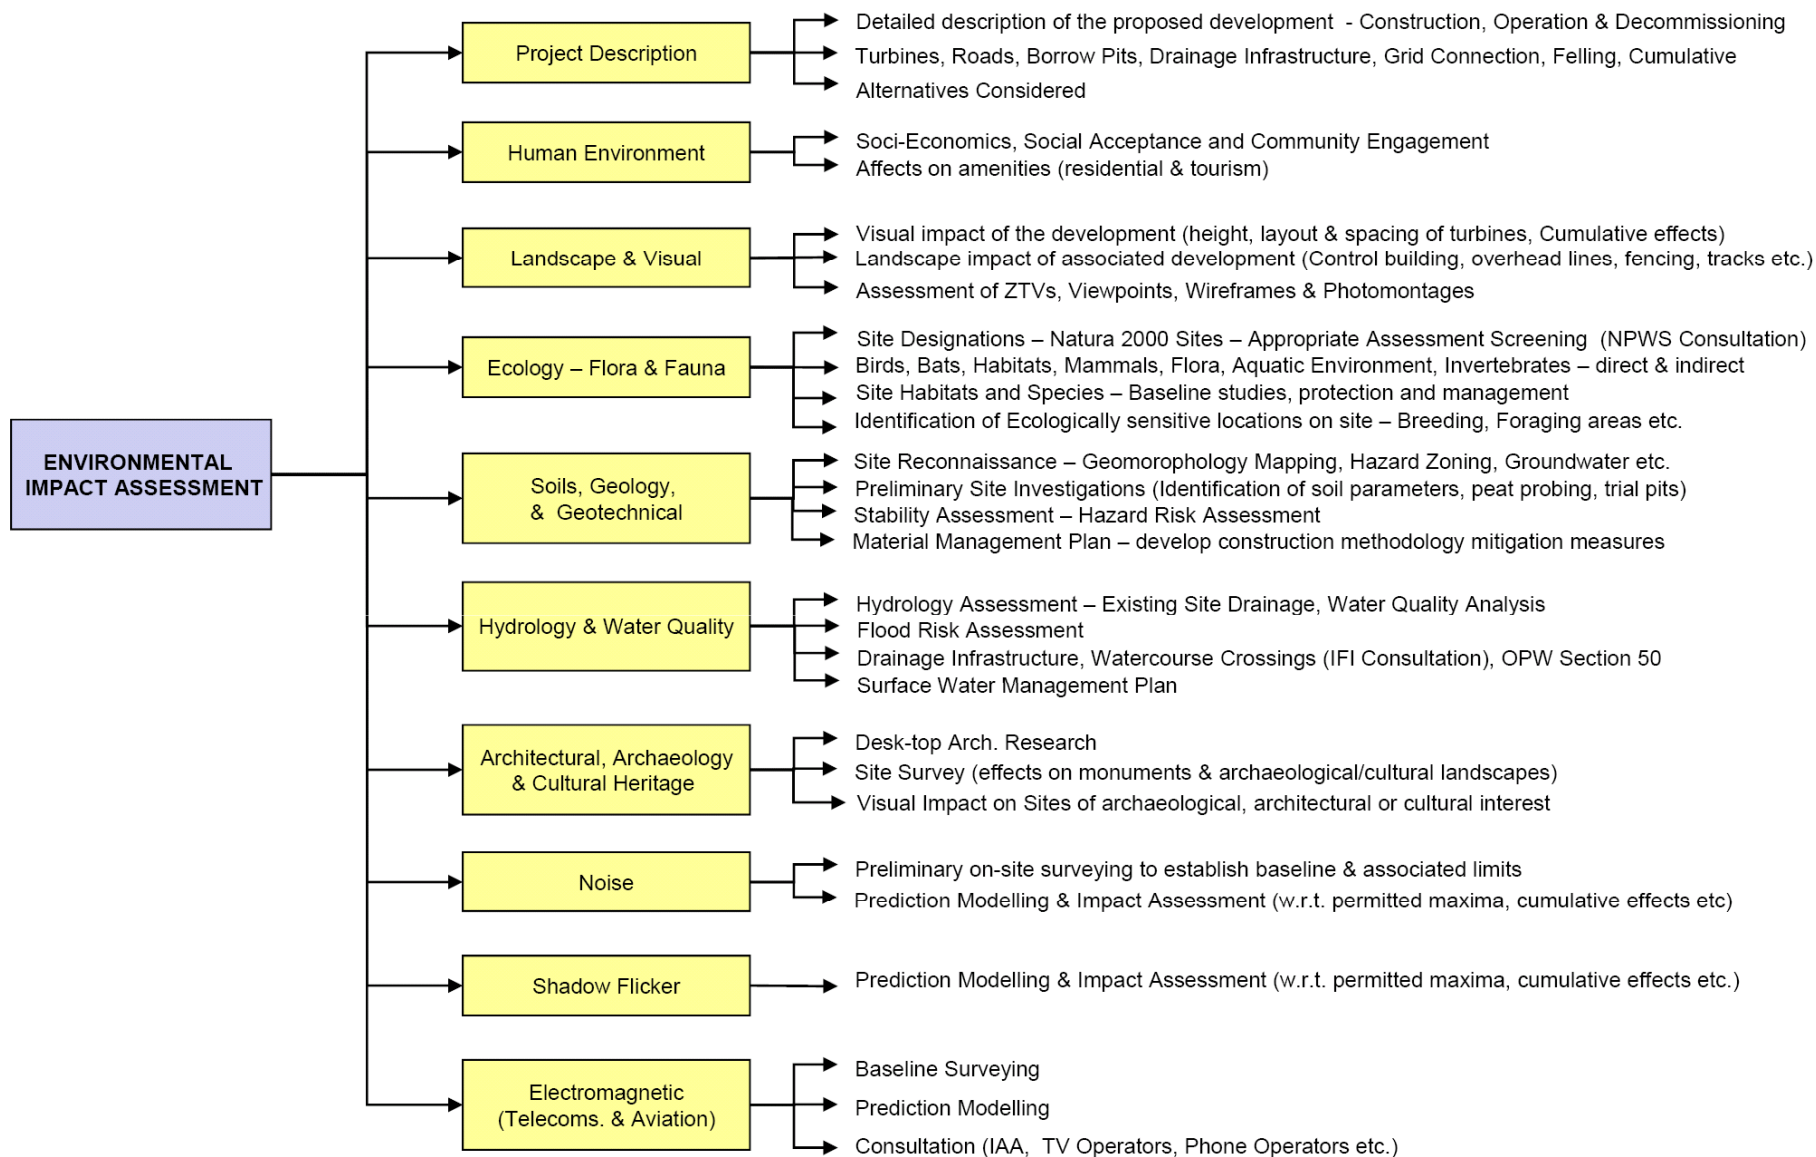 Detailed description of the proposed development - Construction, Operation & Decommissioning
Project Description
Turbines, Roads, Borrow Pits, Drainage Infrastructure, Grid Connection, Felling, Cumulative
Alternatives Considered
Human Environment
Soci-Economics, Social Acceptance and Community Engagement
Affects on amenities (residential & tourism)
Landscape & Visual
Visual impact of the development (height, layout & spacing of turbines, Cumulative effects)
Landscape impact of associated development (Control building, overhead lines, fencing, tracks etc.)
Assessment of ZTVs, Viewpoints, Wireframes & Photomontages
Ecology – Flora & Fauna
Site Designations – Natura 2000 Sites – Appropriate Assessment Screening (NPWS Consultation)
Birds, Bats, Habitats, Mammals, Flora, Aquatic Environment, Invertebrates – direct & indirect
Site Habitats and Species – Baseline studies, protection and management
Identification of Ecologically sensitive locations on site – Breeding, Foraging areas etc.
ENVIRONMENTAL
IMPACT ASSESSMENT
Soils, Geology,
& Geotechnical
Site Reconnaissance – Geomorophology Mapping, Hazard Zoning, Groundwater etc.
Preliminary Site Investigations (Identification of soil parameters, peat probing, trial pits)
Stability Assessment – Hazard Risk Assessment
Material Management Plan – develop construction methodology mitigation measures
Hydrology & Water Quality
Hydrology Assessment – Existing Site Drainage, Water Quality Analysis
Flood Risk Assessment
Drainage Infrastructure, Watercourse Crossings (IFI Consultation), OPW Section 50
Surface Water Management Plan
Architectural, Archaeology
& Cultural Heritage
Desk-top Arch. Research
Site Survey (effects on monuments & archaeological/cultural landscapes)
Visual Impact on Sites of archaeological, architectural or cultural interest
Noise
Preliminary on-site surveying to establish baseline & associated limits
Prediction Modelling & Impact Assessment (w.r.t. permitted maxima, cumulative effects etc)
Shadow Flicker
Prediction Modelling & Impact Assessment (w.r.t. permitted maxima, cumulative effects etc.)
Electromagnetic
(Telecoms. & Aviation)
Baseline Surveying
Prediction Modelling
Consultation (IAA, TV Operators, Phone Operators etc.)